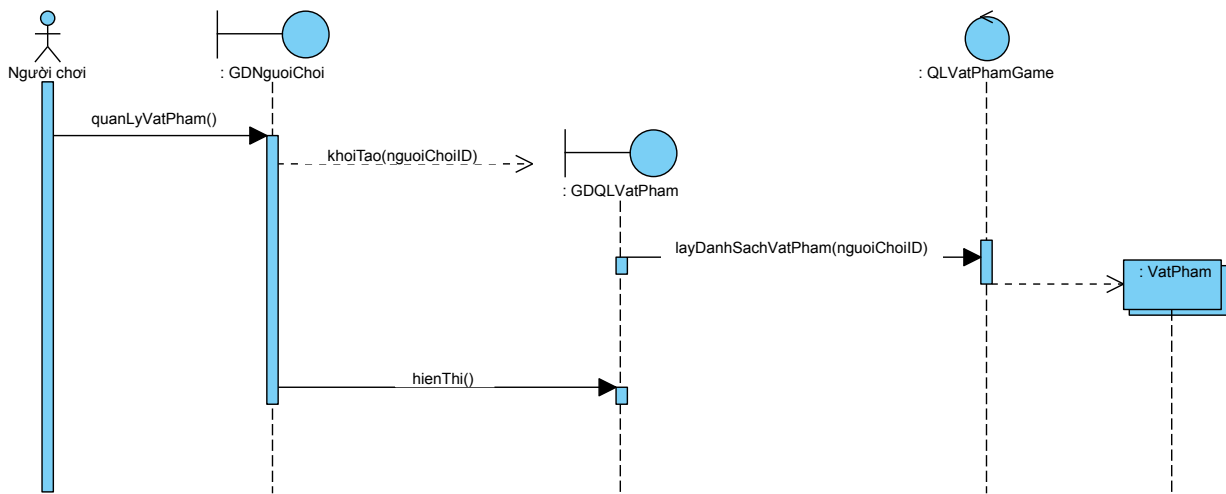 Người chơi
: GDNguoiChoi
: QLVatPhamGame
quanLyVatPham()
khoiTao(nguoiChoiID)
: GDQLVatPham
layDanhSachVatPham(nguoiChoiID)
: VatPham
hienThi()